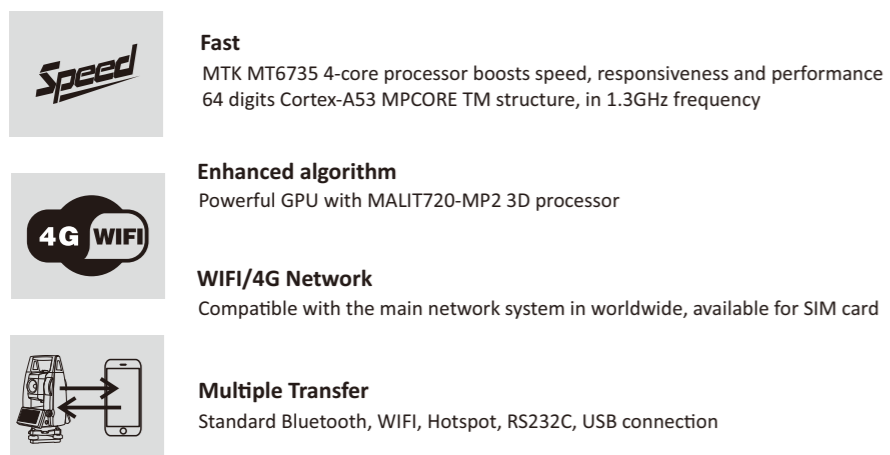 Speed
Fast
MTK MT6735 4-core processor boosts speed, responsiveness and performance
64 digits Cortex-A53 MPCORE TM structure, in 1.3GHz frequency
Enhanced algorithm
Powerful GPU with MALIT720-MP2 3D processor
4G WIFI
WIFI/4G Network
Compatible with the main network system in worldwide, available for SIM card
Multiple Transfer
Standard Bluetooth, WIFI, Hotspot, RS232C, USB connection